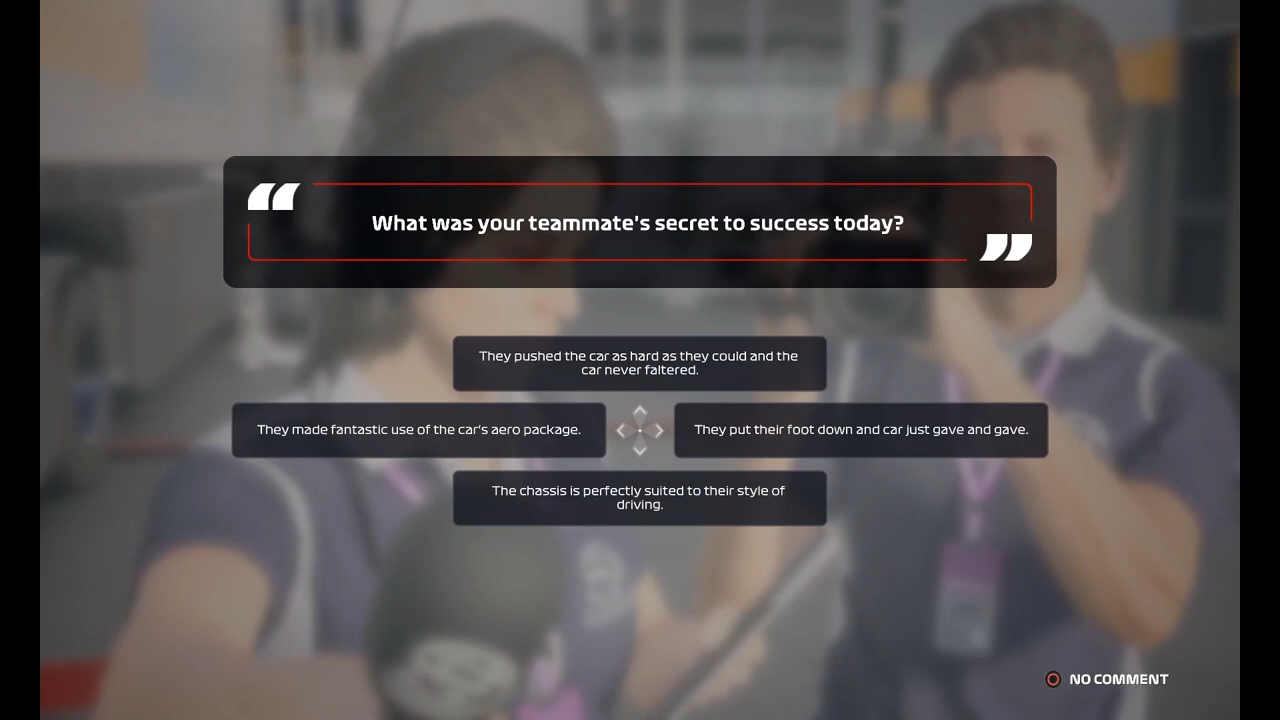 What was your teammate's secret to success today?
They pushed the car as hard as they could and the
car never faltered.
They made fantastic use of the car's aero package.
They put their foot down and car just gave and gave.
The chassis is perfectly suited to their style of
driving.
NO COMMENT